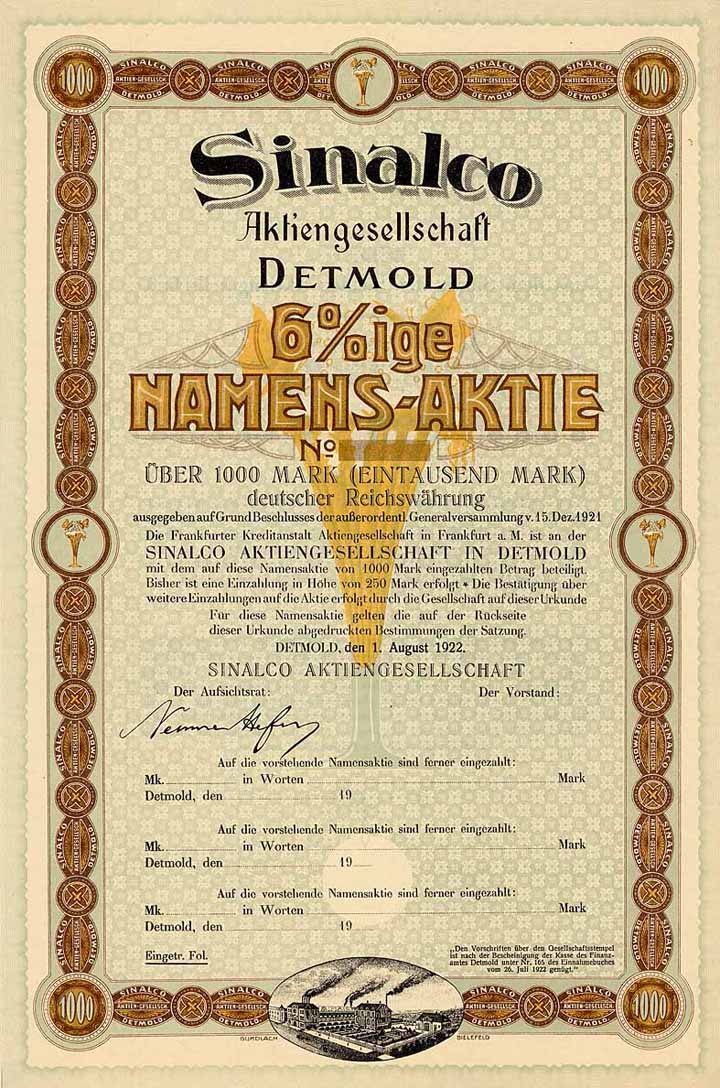 1000
1000
SINALCO AKTIEN-GESELLSCH. DETMOLD.
Sinalco
Aktiengesellschaft
DETMOLD
6%ige
NAMENS-AKTIE
No
ÜBER 1000 MARK (EINTAUSEND MARK)
deutscher Reichswährung
ausgegeben auf Grund Beschlusses der außerordentl. Generalversammlung v. 15. Dez. 1921
Die Frankfurter Kreditanstalt Aktiengesellschaft in Frankfurt a. M. ist an der
SINALCO AKTIENGESELLSCHAFT IN DETMOLD
mit dem auf diese Namensaktie von 1000 Mark eingezahlten Betrag beteiligt.
Bisher ist eine Einzahlung in Höhe von 250 Mark erfolgt * Die Bestätigung über
weitere Einzahlungen auf die Aktie erfolgt durch die Gesellschaft auf dieser Urkunde
Für diese Namensaktie gelten die auf der Rückseite
dieser Urkunde abgedruckten Bestimmungen der Satzung.
DETMOLD, den 1. August 1922.
SINALCO AKTIENGESELLSCHAFT
Der Aufsichtsrat: Der Vorstand:
Auf die vorstehende Namensaktie sind ferner eingezahlt:
Mk. in Worten Mark
Detmold, den 19
Auf die vorstehende Namensaktie sind ferner eingezahlt:
Mk. in Worten Mark
Detmold, den 19
Auf die vorstehende Namensaktie sind ferner eingezahlt:
Mk. in Worten Mark
Detmold, den 19
Eingetr. Fol.
„Den Vorschriften über den Gesellschaftsstempel
ist nach der Bescheinigung der Kasse des Finanz-
amtes Detmold unter Nr. 165 des Einnahmebuches
vom 26. Juli 1922 genügt."
1000
1000
GUNDLACH BIELEFELD